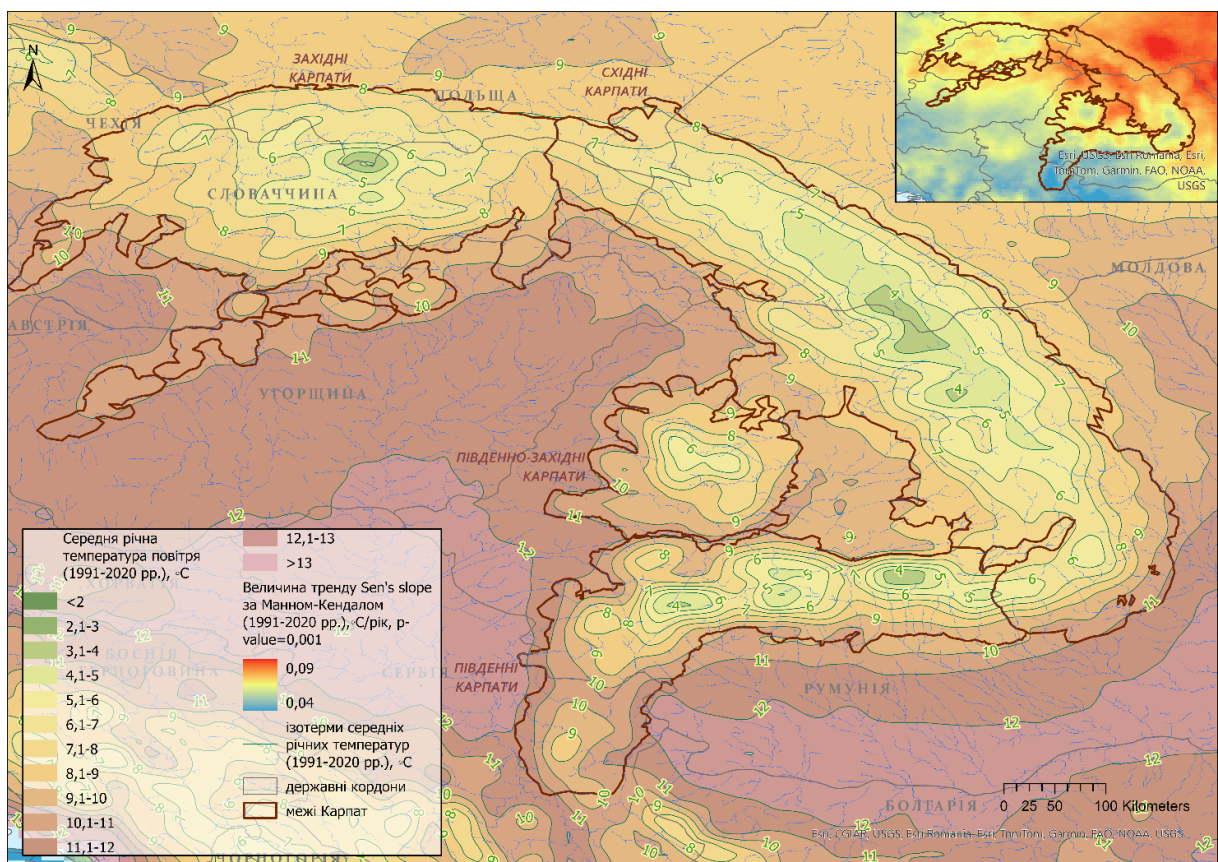 N
ЗАХІДНІ
КАРПАТИ
СХІДНІ
КАРПАТИ
ПОЛЬЩА
ЧЕХІЯ
СЛОВАЧЧИНА
МОЛДОВА
АВСТРІЯ
УГОРЩИНА
ПІВДЕННО-ЗАХІДНІ
КАРПАТИ
ПІВДЕННІ
КАРПАТИ
РУМУНІЯ
БОЛГАРІЯ
БОСНІЯ І
ГЕРЦОГОВИНА
СЕРБІЯ
ЧОРНОГОРІЯ
Esri, USGS, Esri Romania, Esri,
TomTom, Garmin, FAO, NOAA,
USGS
Середня річна
температура повітря
(1991-2020 рр.), °C
<2
2,1-3
3,1-4
4,1-5
5,1-6
6,1-7
7,1-8
8,1-9
9,1-10
10,1-11
11,1-12
12,1-13
>13
Величина тренду Sen's slope
за Манном-Кендалом
(1991-2020 рр.), °C/рік, p-
value=0,001
0,09
0,04
ізотерми середніх
річних температур
(1991-2020 рр.), °C
державні кордони
межі Карпат
0 25 50 100 Kilometers
Esri, CGIAR, USGS, Esri Romania, Esri, TomTom, Garmin, FAO, NOAA, USGS